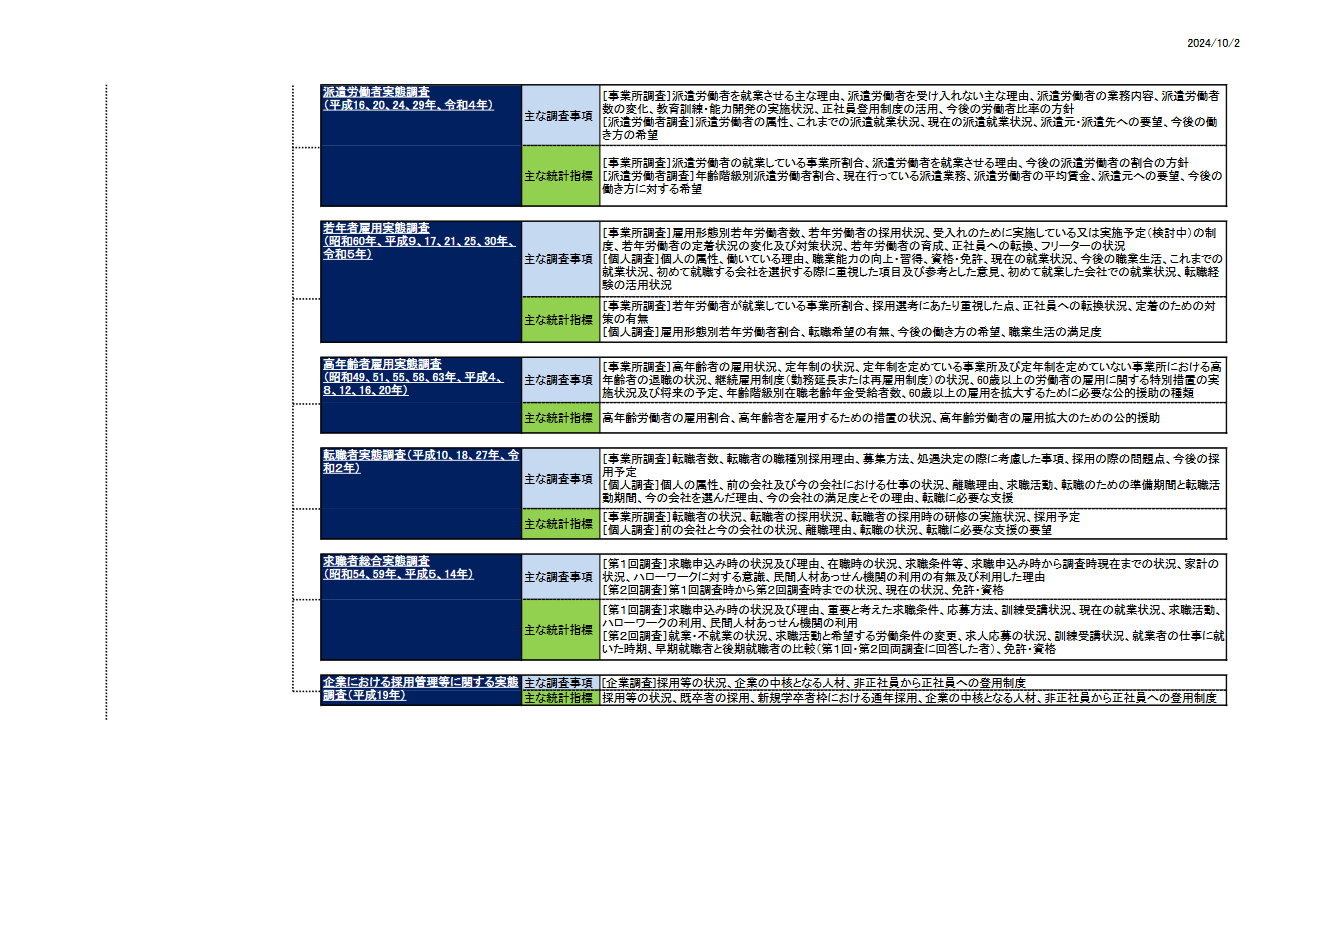 2024/10/2
派遣労働者実態調査
（平成16、20、24、29年、令和４年）
主な調査事項
[事業所調査]派遣労働者を就業させる主な理由、派遣労働者を受け入れない主な理由、派遣労働者の業務内容、派遣労働者
数の変化、教育訓練・能力開発の実施状況、正社員登用制度の活用、今後の労働者比率の方針
[派遣労働者調査]派遣労働者の属性、これまでの派遣就業状況、現在の派遣就業状況、派遣元・派遣先への要望、今後の働
き方の希望
主な統計指標
[事業所調査]派遣労働者の就業している事業所割合、派遣労働者を就業させる理由、今後の派遣労働者の割合の方針
[派遣労働者調査]年齢階級別派遣労働者割合、現在行っている派遣業務、派遣労働者の平均賃金、派遣元への要望、今後の
働き方に対する希望
若年者雇用実態調査
（昭和60年、平成９、17、21、25、30年、
令和５年）
主な調査事項
[事業所調査]雇用形態別若年労働者数、若年労働者の採用状況、受入れのために実施している又は実施予定（検討中）の制
度、若年労働者の定着状況の変化及び対策状況、若年労働者の育成、正社員への転換、フリーターの状況
[個人調査]個人の属性、働いている理由、職業能力の向上・習得、資格・免許、現在の就業状況、今後の職業生活、これまでの
就業状況、初めて就職する会社を選択する際に重視した項目及び参考とした意見、初めて就業した会社での就業状況、転職経
験の活用状況
主な統計指標
[事業所調査]若年労働者が就業している事業所割合、採用選考にあたり重視した点、正社員への転換状況、定着のための対
策の有無
[個人調査]雇用形態別若年労働者割合、転職希望の有無、今後の働き方の希望、職業生活の満足度
高年齢者雇用実態調査
（昭和49、51、55、58、63年、平成４、
８、12、16、20年）
主な調査事項
[事業所調査]高年齢者の雇用状況、定年制の状況、定年制を定めている事業所及び定年制を定めていない事業所における高
年齢者の退職の状況、継続雇用制度（勤務延長または再雇用制度）の状況、60歳以上の労働者の雇用に関する特別措置の実
施状況及び将来の予定、年齢階級別在職老齢年金受給者数、60歳以上の雇用を拡大するために必要な公的援助の種類
主な統計指標
高年齢労働者の雇用割合、高年齢者を雇用するための措置の状況、高年齢労働者の雇用拡大のための公的援助
転職者実態調査（平成10、18、27年、令
和２年）
主な調査事項
[事業所調査]転職者数、転職者の職種別採用理由、募集方法、処遇決定の際に考慮した事項、採用の際の問題点、今後の採
用予定
[個人調査]個人の属性、前の会社及び今の会社における仕事の状況、離職理由、求職活動、転職のための準備期間と転職活
動期間、今の会社を選んだ理由、今の会社の満足度とその理由、転職に必要な支援
主な統計指標
[事業所調査]転職者の状況、転職者の採用状況、転職者の採用時の研修の実施状況、採用予定
[個人調査]前の会社と今の会社の状況、離職理由、転職の状況、転職に必要な支援の要望
求職者総合実態調査
（昭和54、59年、平成５、14年）
主な調査事項
[第１回調査]求職申込み時の状況及び理由、在職時の状況、求職条件等、求職申込み時から調査時現在までの状況、家計の
状況、ハローワークに対する意識、民間人材あっせん機関の利用の有無及び利用した理由
[第２回調査]第１回調査時から第２回調査時までの状況、現在の状況、免許・資格
主な統計指標
[第１回調査]求職申込み時の状況及び理由、重要と考えた求職条件、応募方法、訓練受講状況、現在の就業状況、求職活動、
ハローワークの利用、民間人材あっせん機関の利用
[第２回調査]就業・不就業の状況、求職活動と希望する労働条件の変更、求人応募の状況、訓練受講状況、就業者の仕事に就
いた時期、早期就職者と後期就職者の比較（第１回・第２回両調査に回答した者）、免許・資格
企業における採用管理等に関する実態
調査（平成19年）
主な調査事項
[企業調査]採用等の状況、企業の中核となる人材、非正社員から正社員への登用制度
主な統計指標
採用等の状況、既卒者の採用、新規学卒者枠における通年採用、企業の中核となる人材、非正社員から正社員への登用制度